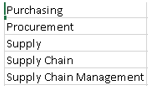 Purchasing
Procurement
Supply
Supply Chain
Supply Chain Management